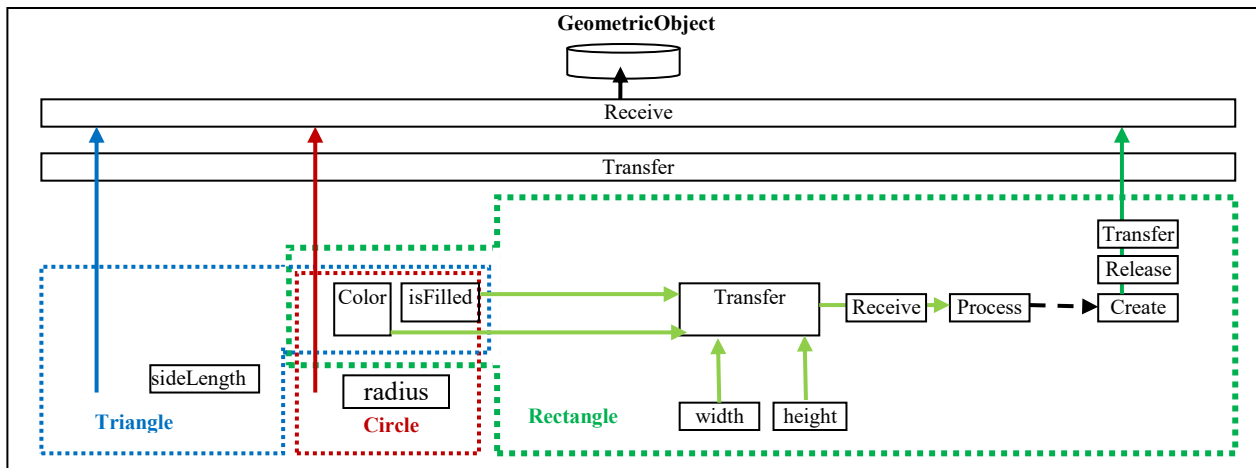 GeometricObject
Receive
Transfer
Transfer
Release
Color
isFilled
Transfer
Receive
Process
Create
sideLength
radius
Triangle
Circle
Rectangle
width
height